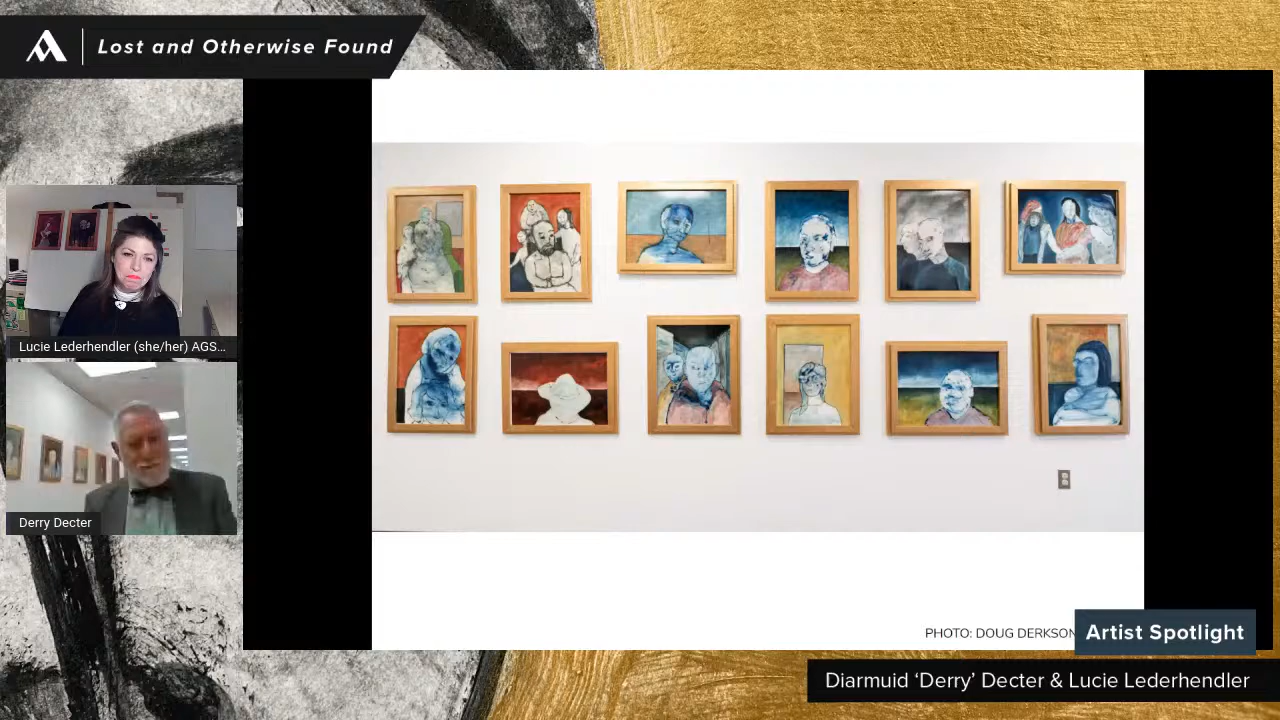 Lost and Otherwise Found
Lucie Lederhendler (she/her) AGS...
Derry Decter
PHOTO: DOUG DERKSON
Artist Spotlight
Diarmuid ‘Derry’ Decter & Lucie Lederhendler